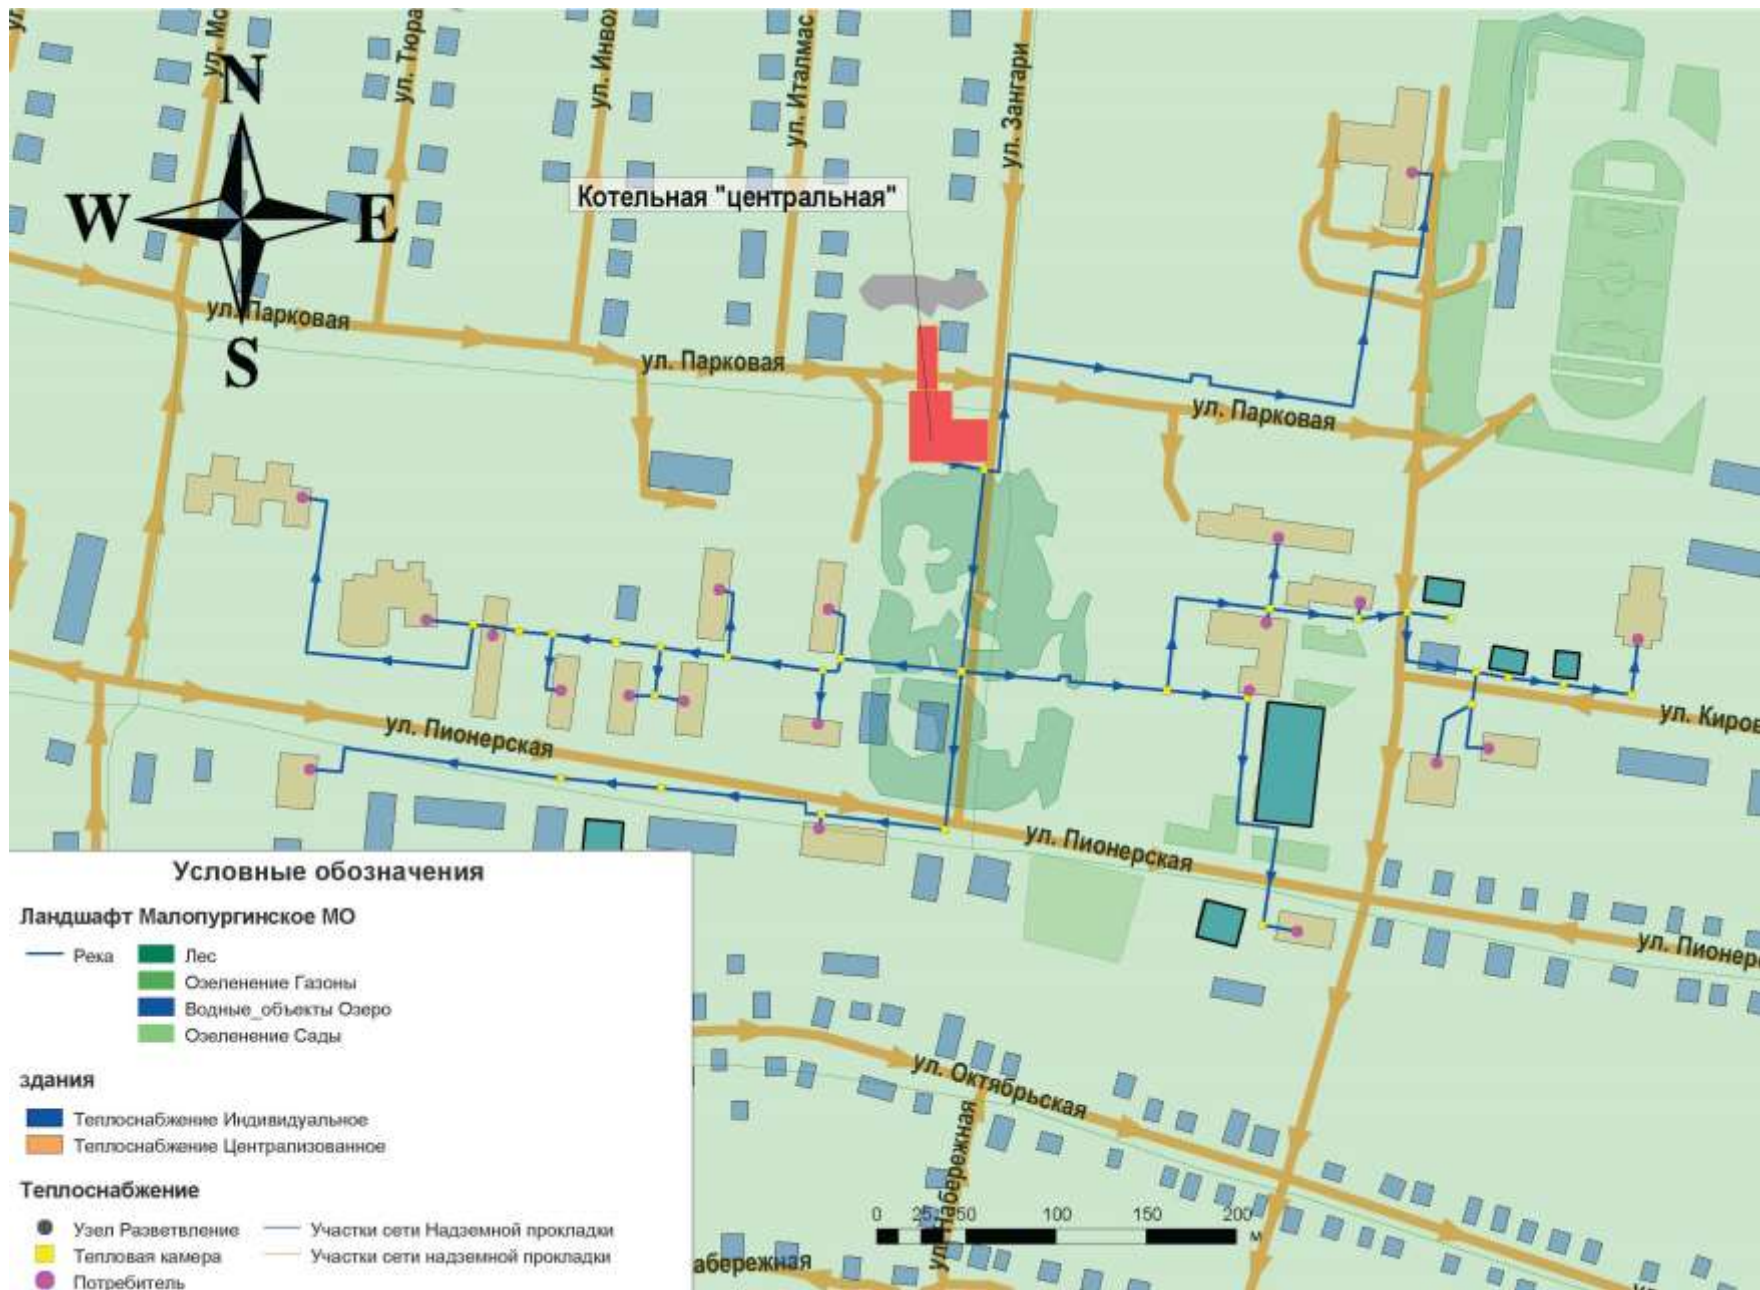 ул. Мо
ул. Тюра
ул. Инвож
ул. Италмас
ул. Зангари
N
W
E
S
Котельная "центральная"
ул. Парковая
ул. Парковая
ул. Парковая
ул. Пионерская
ул. Киров
ул. Пионерская
ул. Пионерс
ул. Октябрьская
ул. Набережная
абережная
0 25 50 100 150 200
м
Условные обозначения
Ландшафт Малопургинское МО
Река
Лес
Озеленение Газоны
Водные_объекты Озеро
Озеленение Сады
здания
Теплоснабжение Индивидуальное
Теплоснабжение Централизованное
Теплоснабжение
Узел Разветвление
Участки сети Надземной прокладки
Тепловая камера
Участки сети надземной прокладки
Потребитель